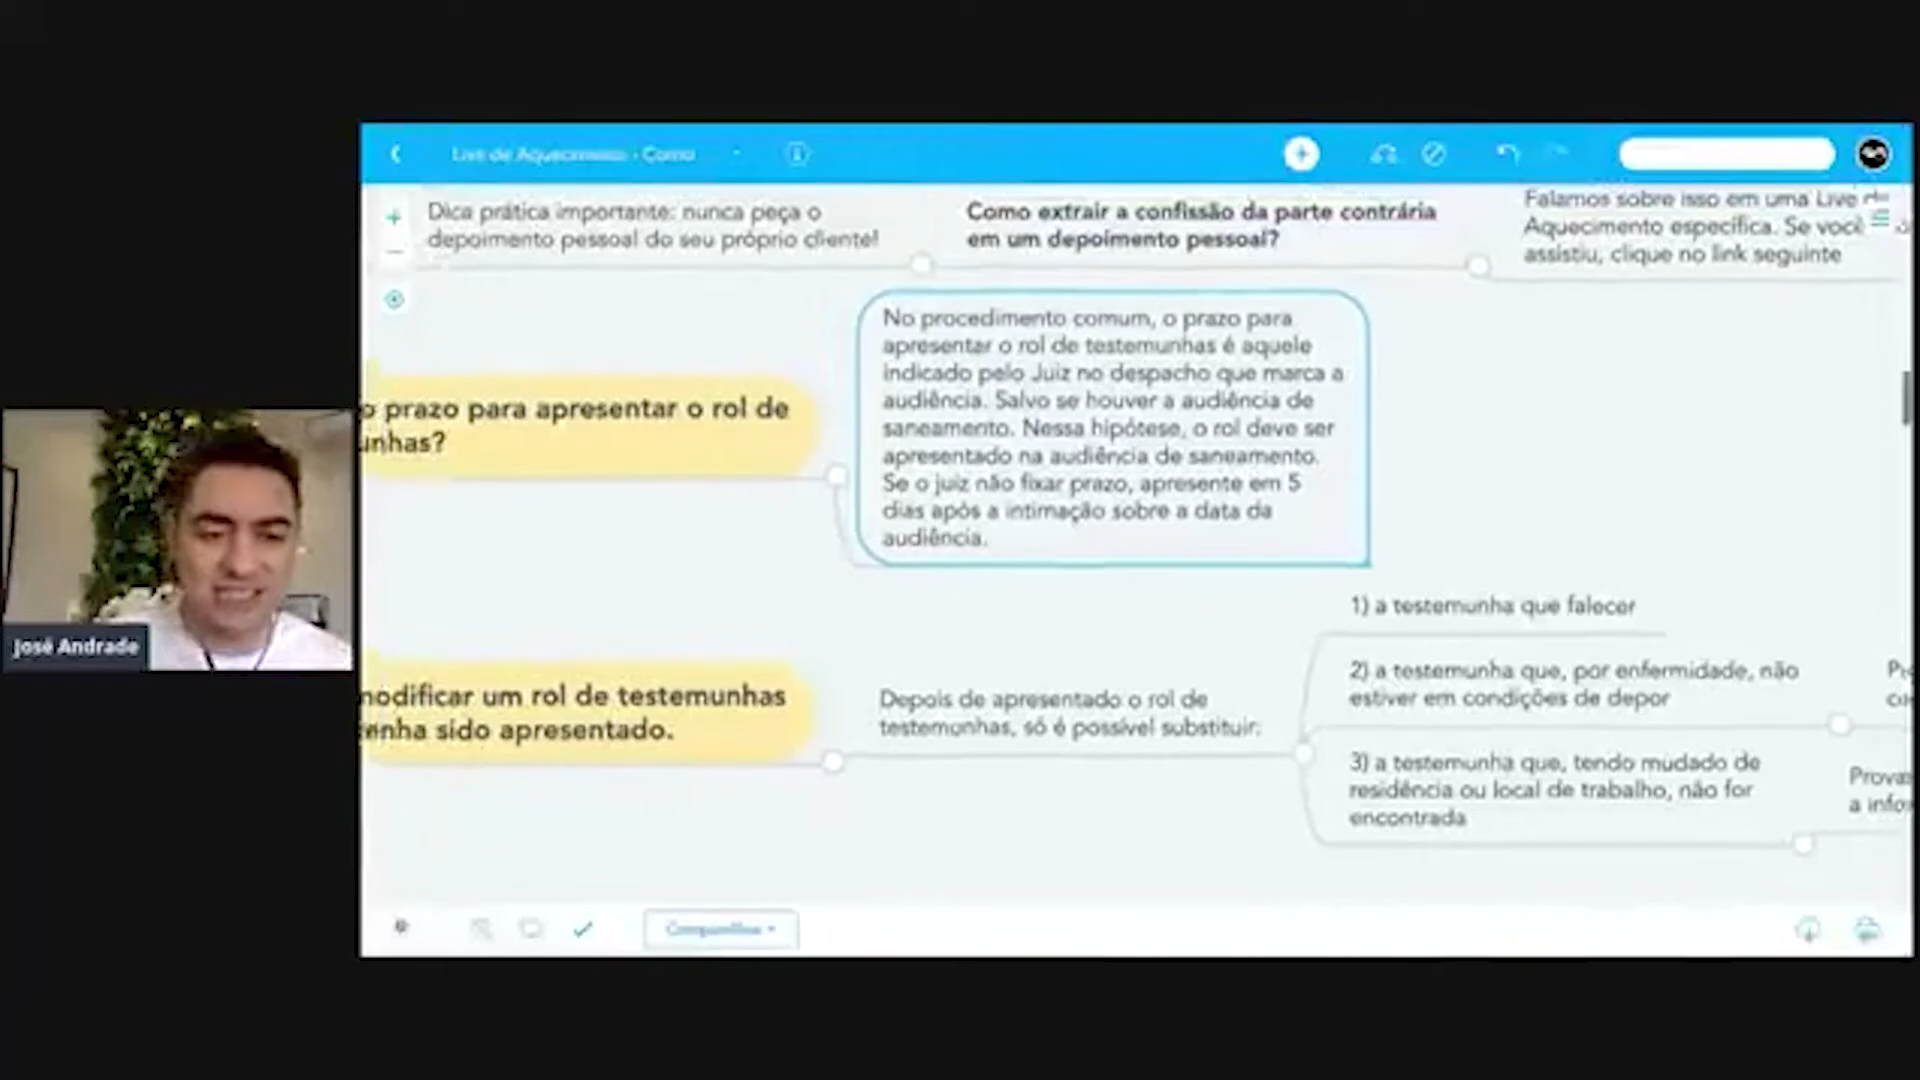 Live de Aquecimento - Como
Dica prática importante: nunca peça o
depoimento pessoal do seu próprio cliente!
Como extrair a confissão da parte contrária
em um depoimento pessoal?
Falamos sobre isso em uma Live
Aquecimento específica. Se você
assistiu, clique no link seguinte
o prazo para apresentar o rol de
unhas?
No procedimento comum, o prazo para
apresentar o rol de testemunhas é aquele
indicado pelo Juiz no despacho que marca a
audiência. Salvo se houver a audiência de
saneamento. Nessa hipótese, o rol deve ser
apresentado na audiência de saneamento.
Se o juiz não fixar prazo, apresente em 5
dias após a intimação sobre a data da
audiência.
José Andrade
modificar um rol de testemunhas
enha sido apresentado.
Depois de apresentado o rol de
testemunhas, só é possível substituir:
1) a testemunha que falecer
2) a testemunha que, por enfermidade, não
estiver em condições de depor
3) a testemunha que, tendo mudado de
residência ou local de trabalho, não for
encontrada
Provas
a info
Compartilhar